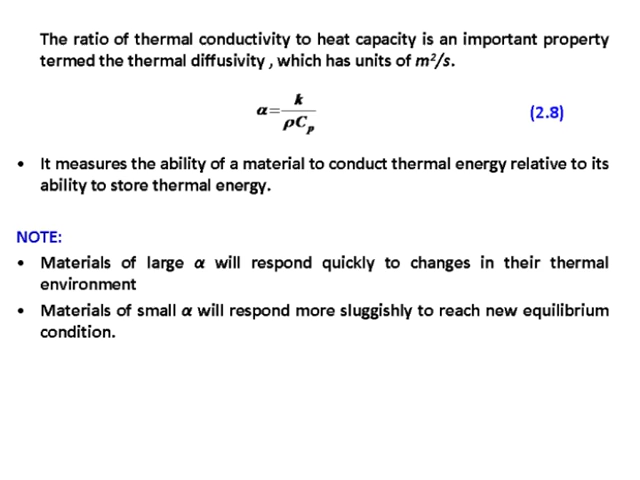 The ratio of thermal conductivity to heat capacity is an important property
termed the thermal diffusivity , which has units of m²/s.
α= k / ρCₚ (2.8)
• It measures the ability of a material to conduct thermal energy relative to its
ability to store thermal energy.
NOTE:
• Materials of large α will respond quickly to changes in their thermal
environment
• Materials of small α will respond more sluggishly to reach new equilibrium
condition.